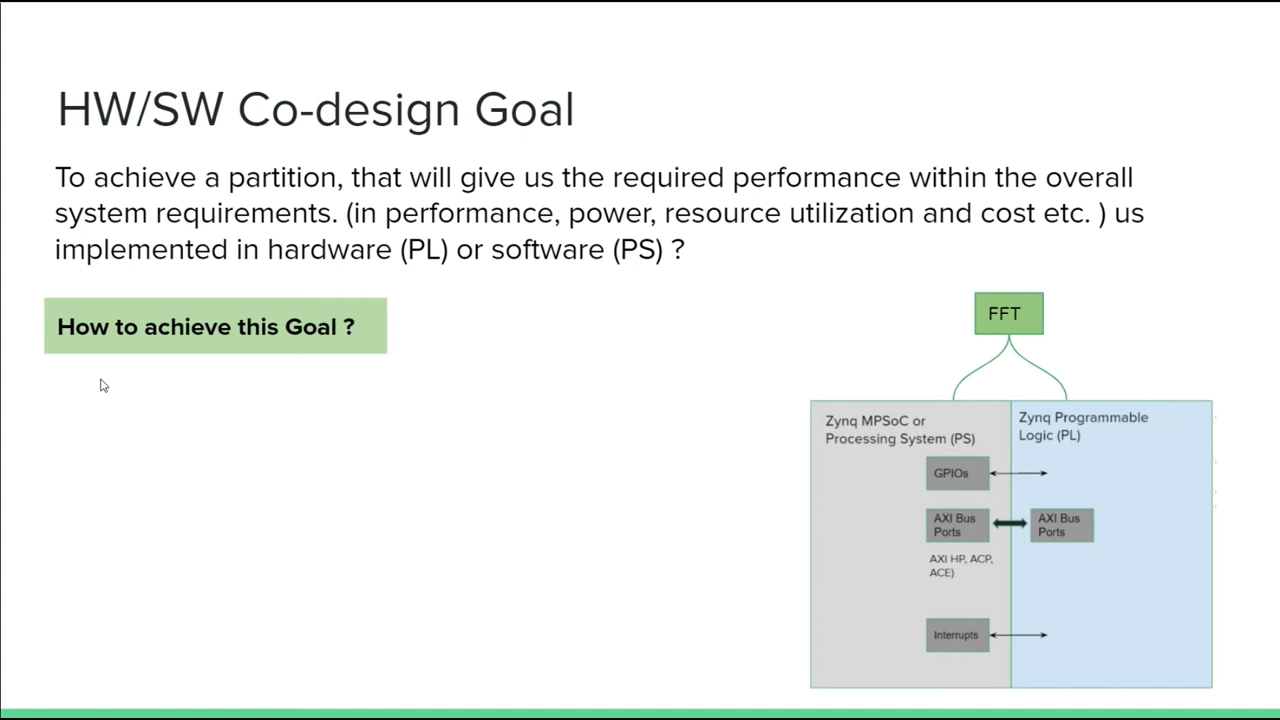 HW/SW Co-design Goal
To achieve a partition, that will give us the required performance within the overall
system requirements. (in performance, power, resource utilization and cost etc. ) us
implemented in hardware (PL) or software (PS) ?
How to achieve this Goal ?
FFT
Zynq MPSoC or
Processing System (PS)
Zynq Programmable
Logic (PL)
GPIOs
AXI Bus
Ports
AXI Bus
Ports
AXI HP, ACP,
ACE)
Interrupts